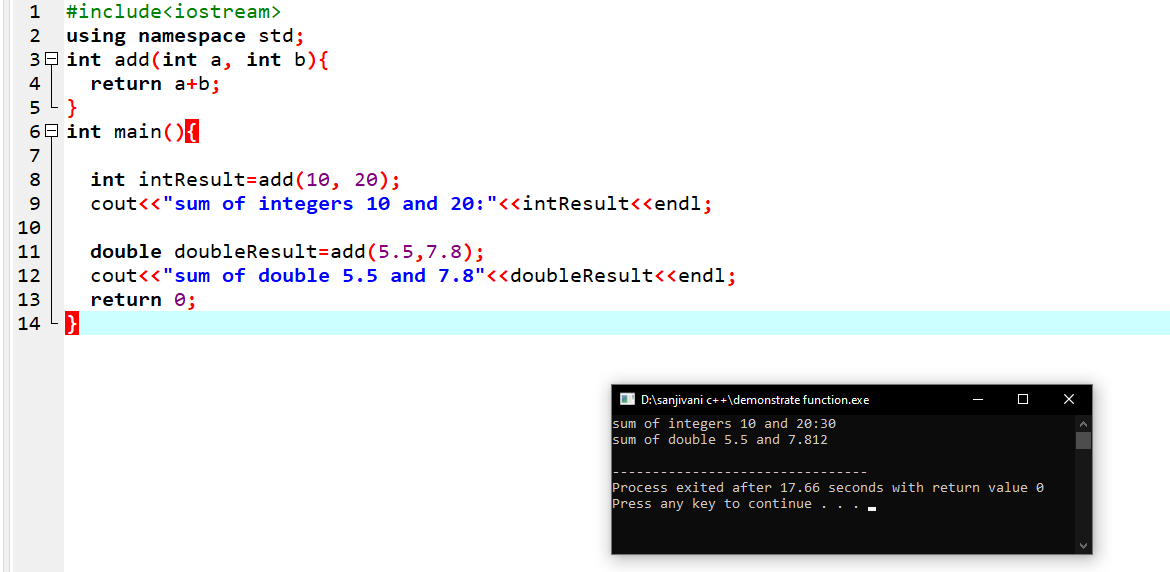 1 #include<iostream>
2 using namespace std;
3 int add(int a, int b){
4 return a+b;
5 }
6 int main(){
7
8 int intResult=add(10, 20);
9 cout<<"sum of integers 10 and 20:"<<intResult<<endl;
10
11 double doubleResult=add(5.5,7.8);
12 cout<<"sum of double 5.5 and 7.8"<<doubleResult<<endl;
13 return 0;
14 }
D:\sanjivani c++\demonstrate function.exe
sum of integers 10 and 20:30
sum of double 5.5 and 7.812
--------------------------------
Process exited after 17.66 seconds with return value 0
Press any key to continue . . .